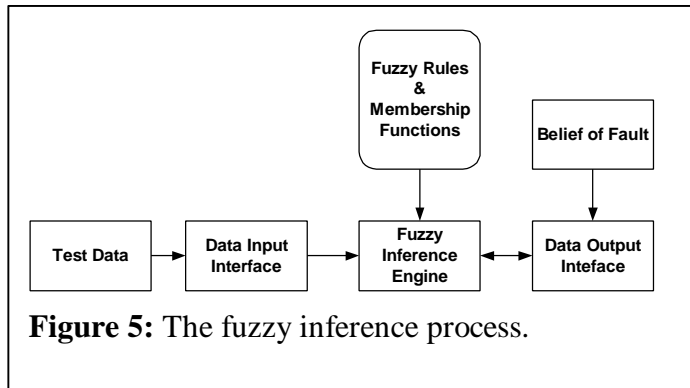 Fuzzy Rules
&
Membership
Functions
Belief of Fault
Test Data
Data Input
Interface
Fuzzy
Inference
Engine
Data Output
Inteface
Figure 5: The fuzzy inference process.